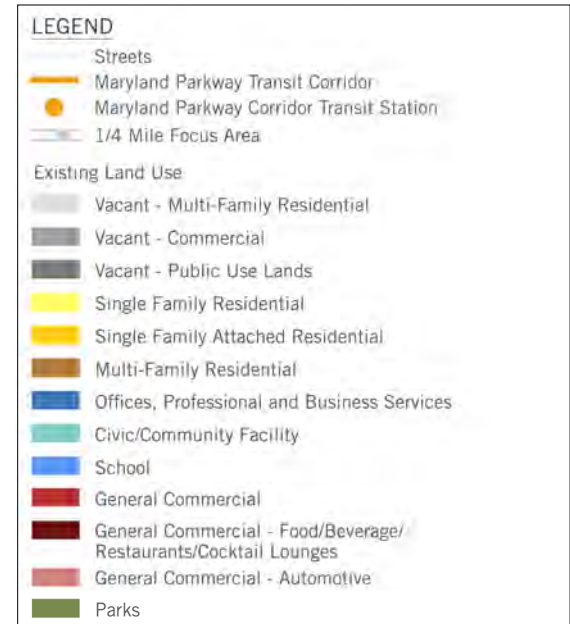 LEGEND
Streets
Maryland Parkway Transit Corridor
Maryland Parkway Corridor Transit Station
1/4 Mile Focus Area
Existing Land Use
Vacant - Multi-Family Residential
Vacant - Commercial
Vacant - Public Use Lands
Single Family Residential
Single Family Attached Residential
Multi-Family Residential
Offices, Professional and Business Services
Civic/Community Facility
School
General Commercial
General Commercial - Food/Beverage/
Restaurants/Cocktail Lounges
General Commercial - Automotive
Parks